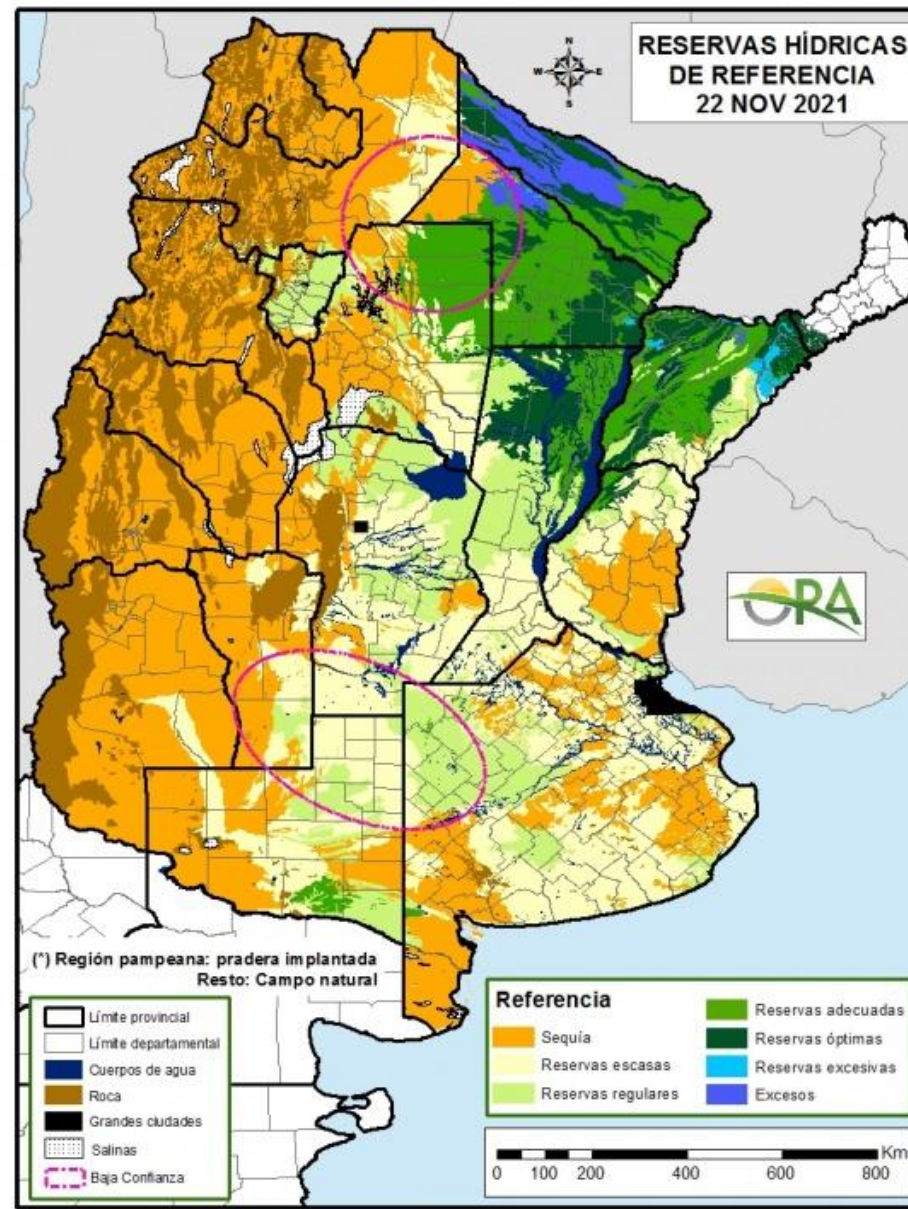 RESERVAS HÍDRICAS
DE REFERENCIA
22 NOV 2021
N
W
E
S
ORA
(*) Región pampeana: pradera implantada
Resto: Campo natural
Límite provincial
Límite departamental
Cuerpos de agua
Roca
Grandes ciudades
Salinas
Baja Confianza
Referencia
Sequía
Reservas escasas
Reservas regulares
Reservas adecuadas
Reservas óptimas
Reservas excesivas
Excesos
Km
0 100 200 400 600 800